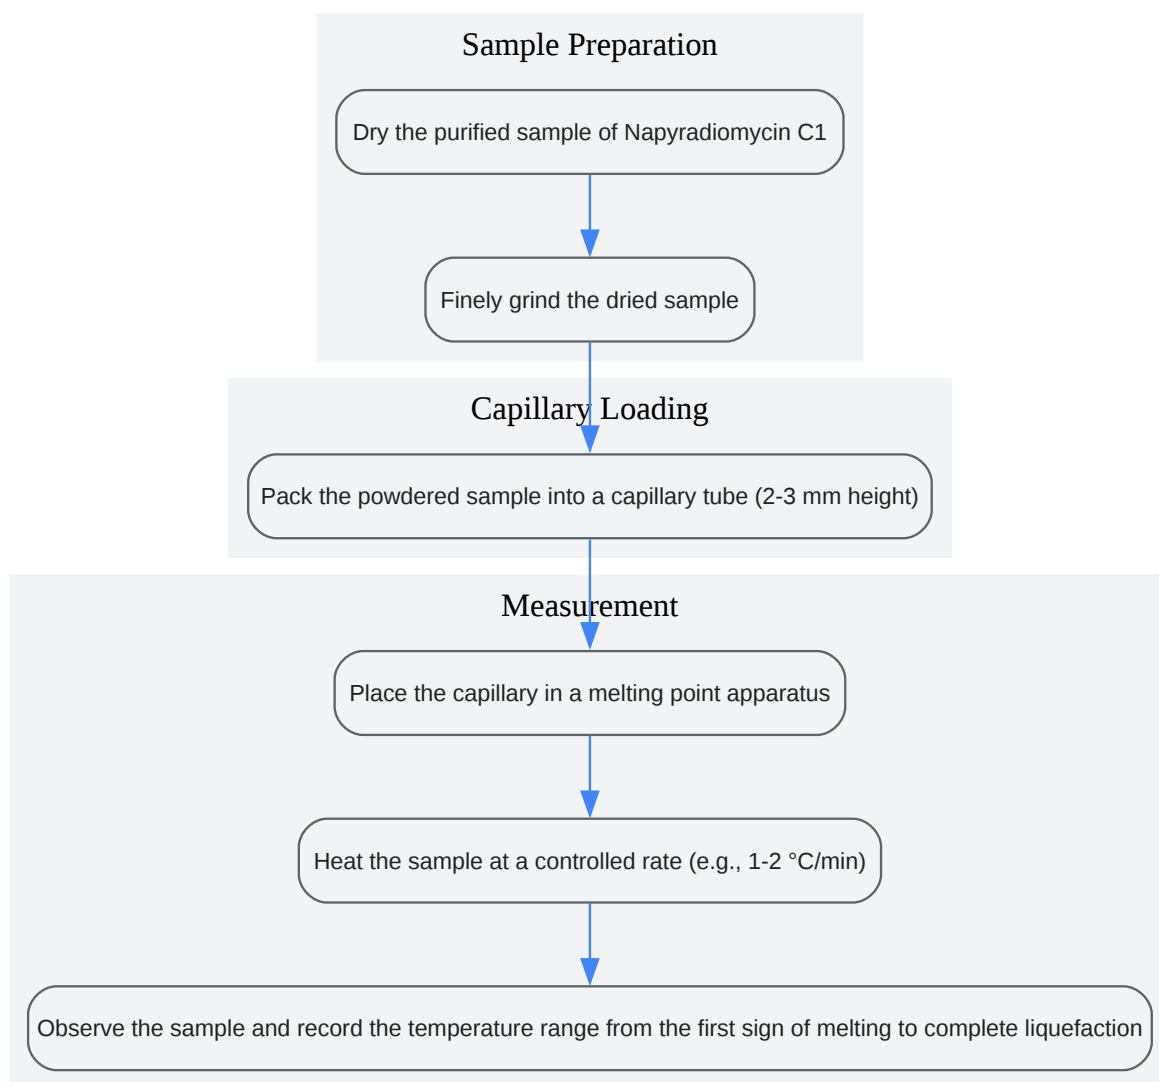 Sample Preparation
Dry the purified sample of Napyradiomycin C1
Finely grind the dried sample
Capillary Loading
Pack the powdered sample into a capillary tube (2-3 mm height)
Measurement
Place the capillary in a melting point apparatus
Heat the sample at a controlled rate (e.g., 1-2 °C/min)
Observe the sample and record the temperature range from the first sign of melting to complete liquefaction